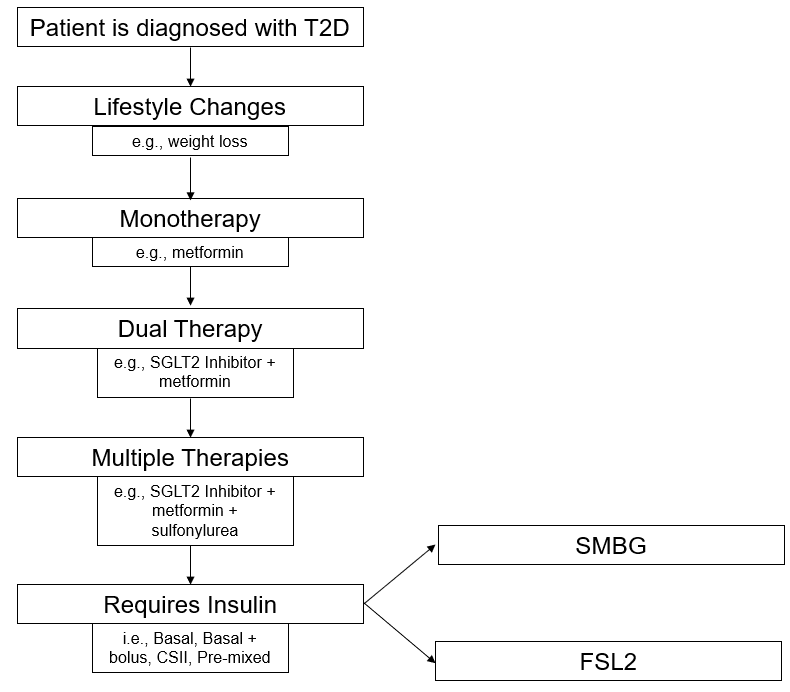 Patient is diagnosed with T2D
Lifestyle Changes
e.g., weight loss
Monotherapy
e.g., metformin
Dual Therapy
e.g., SGLT2 Inhibitor +
metformin
Multiple Therapies
e.g., SGLT2 Inhibitor +
metformin +
sulfonylurea
Requires Insulin
i.e., Basal, Basal +
bolus, CSII, Pre-mixed
SMBG
FSL2